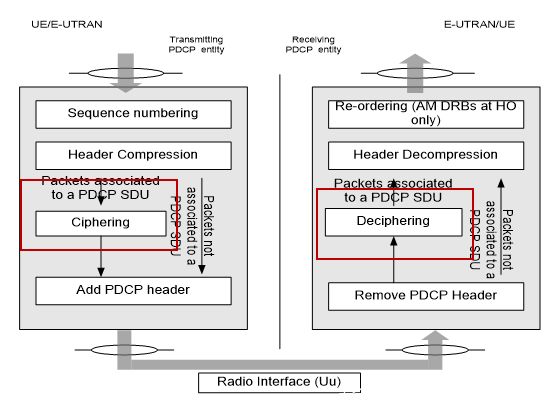 UE/E-UTRAN
E-UTRAN/UE
Transmitting
PDCP entity
Receiving
PDCP entity
Sequence numbering
Header Compression
Packets associated
to a PDCP SDU
Ciphering
Packets not
associated to a
PDCP SDU
Add PDCP header
Re-ordering (AM DRBs at HO
only)
Header Decompression
Packets associated
to a PDCP SDU
Deciphering
Packets not
associated to a
PDCP SDU
Remove PDCP Header
Radio Interface (Uu)